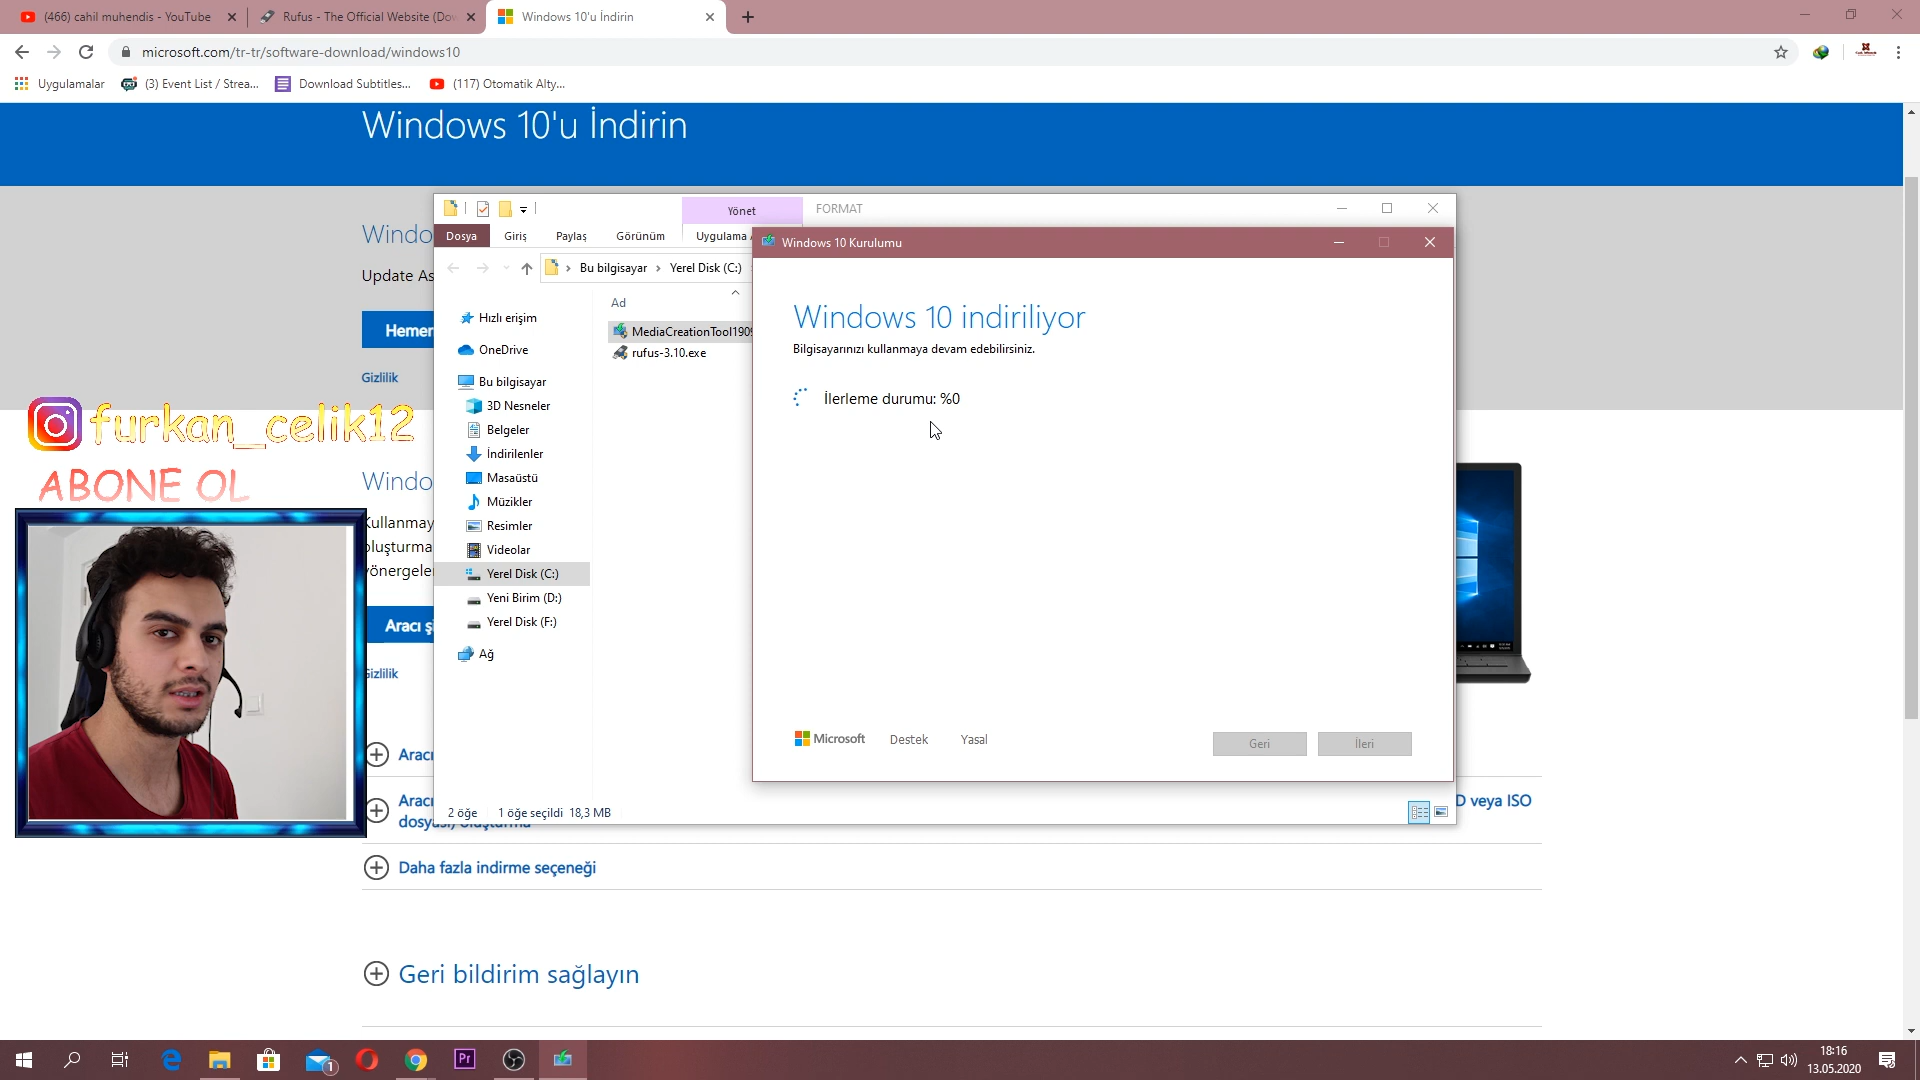 (466) cahil muhendis - YouTube
Rufus - The Official Website (Do
Windows 10'u İndirin
microsoft.com/tr-tr/software-download/windows10
Uygulamalar
(3) Event List / Strea...
Download Subtitles...
(117) Otomatik Alty...
Windows 10'u İndirin
Yönet
FORMAT
Dosya
Giriş
Paylaş
Görünüm
Uygulama
Windows 10 Kurulumu
Bu bilgisayar
Yerel Disk (C:)
Ad
MediaCreationTool190
rufus-3.10.exe
Hızlı erişim
OneDrive
Bu bilgisayar
3D Nesneler
Belgeler
İndirilenler
Masaüstü
Müzikler
Resimler
Videolar
Yerel Disk (C:)
Yeni Birim (D:)
Yerel Disk (F:)
Ağ
Windows 10 indiriliyor
Bilgisayarınızı kullanmaya devam edebilirsiniz.
İlerleme durumu: %0
Microsoft
Destek
Yasal
Geri
İleri
2 öğe
1 öğe seçildi 18,3 MB
Windo
Update As
Hemen
Gizlilik
furkan_celik12
ABONE OL
Windo
Kullanmay
oluşturma
yönergele
Aracı ş
Gizlilik
Aracı
Aracı
D veya ISO
dosyası) oluşturma
Daha fazla indirme seçeneği
Geri bildirim sağlayın
Pr
1
18:16
13.05.2020